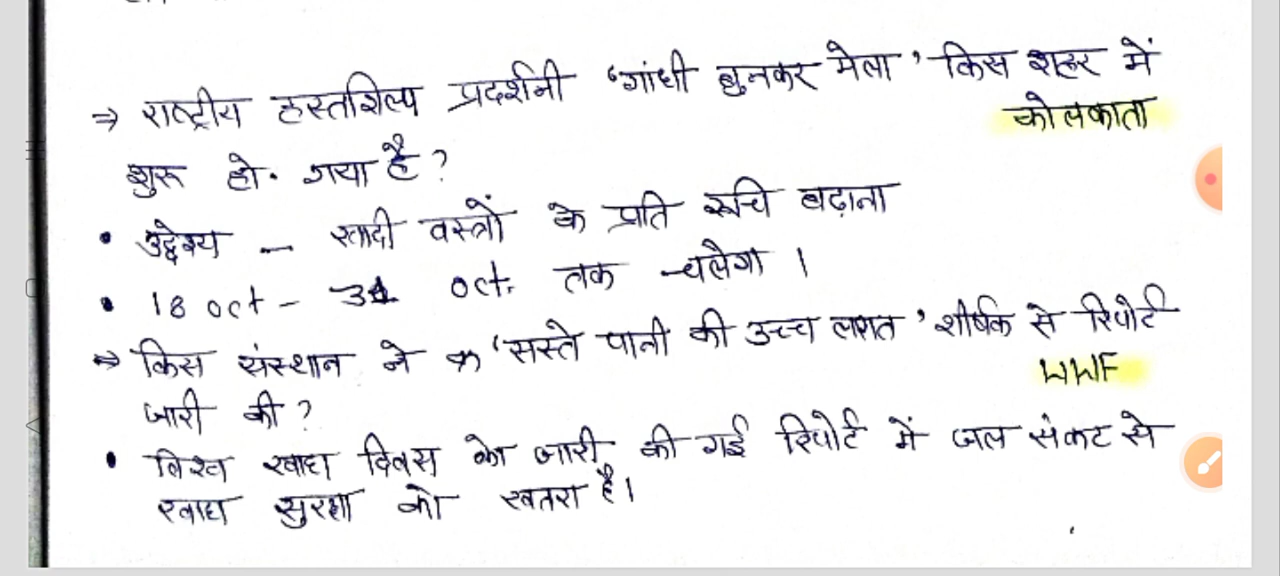 ⇒ राष्ट्रीय हस्तशिल्प प्रदर्शनी 'गांधी बुनकर मेला' किस शहर में
कोलकाता
शुरू हो. गया है?
• उद्देश्य – खादी वस्त्रों के प्रति रूचि बढ़ाना
• 18 oct – 31 oct. तक चलेगा।
⇒ किस संस्थान ने 'सस्ते पानी की उच्च लागत' शीर्षक से रिपोर्ट
WWF
जारी की?
• विश्व खाद्य दिवस को जारी की गई रिपोर्ट में जल संकट से
खाद्य सुरक्षा को खतरा है।